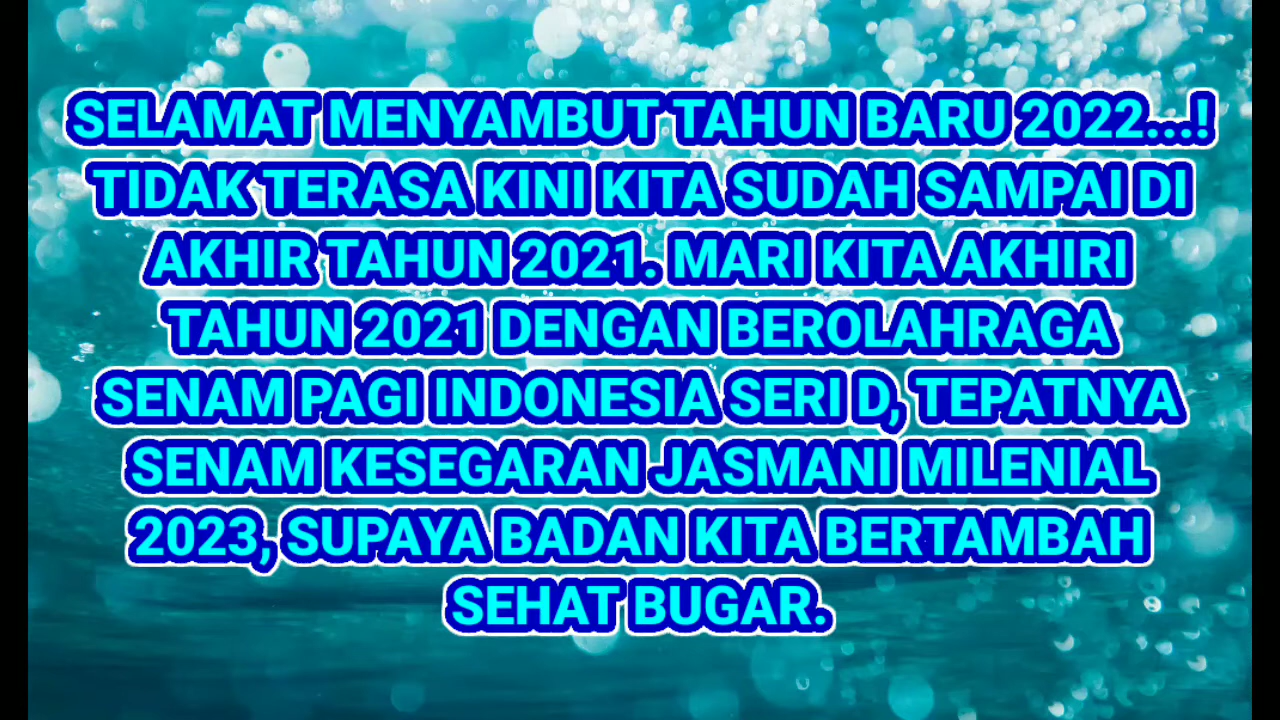 SELAMAT MENYAMBUT TAHUN BARU 2022...!
TIDAK TERASA KINI KITA SUDAH SAMPAI DI
AKHIR TAHUN 2021. MARI KITA AKHIRI
TAHUN 2021 DENGAN BEROLAHRAGA
SENAM PAGI INDONESIA SERI D, TEPATNYA
SENAM KESEGARAN JASMANI MILENIAL
2023, SUPAYA BADAN KITA BERTAMBAH
SEHAT BUGAR.